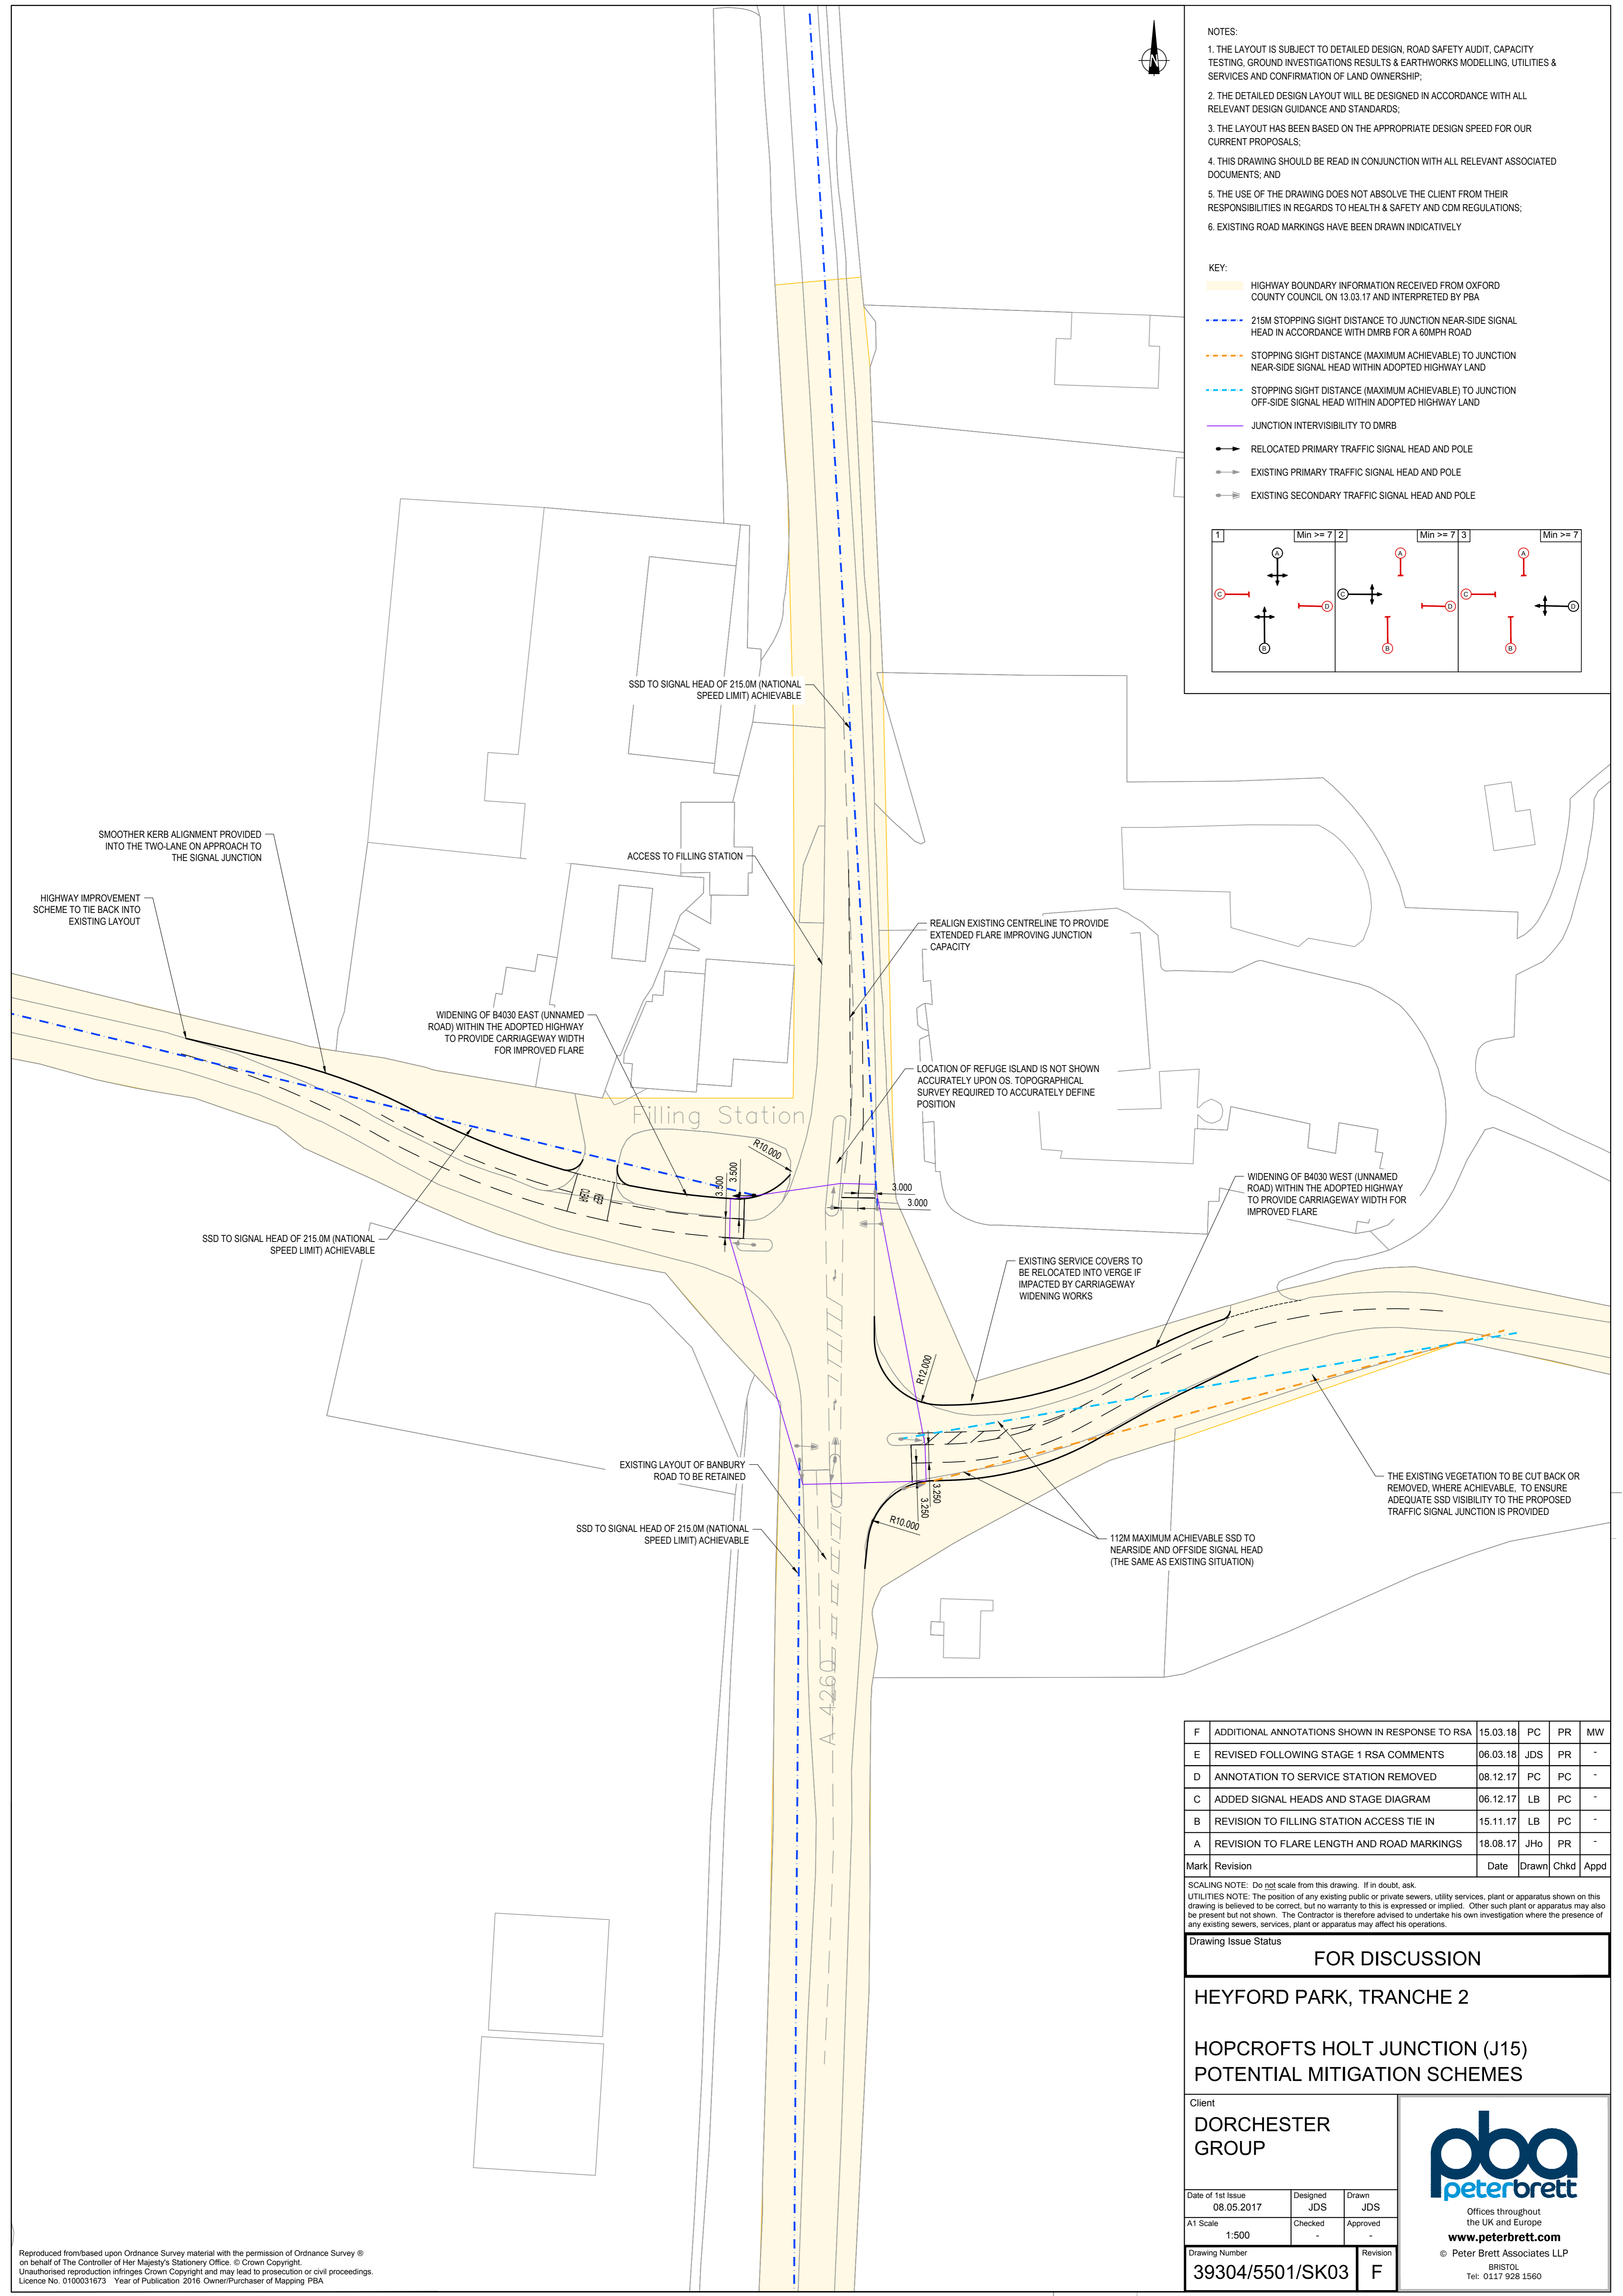 NOTES:
1. THE LAYOUT IS SUBJECT TO DETAILED DESIGN, ROAD SAFETY AUDIT, CAPACITY
TESTING, GROUND INVESTIGATIONS RESULTS & EARTHWORKS MODELLING, UTILITIES &
SERVICES AND CONFIRMATION OF LAND OWNERSHIP;
2. THE DETAILED DESIGN LAYOUT WILL BE DESIGNED IN ACCORDANCE WITH ALL
RELEVANT DESIGN GUIDANCE AND STANDARDS;
3. THE LAYOUT HAS BEEN BASED ON THE APPROPRIATE DESIGN SPEED FOR OUR
CURRENT PROPOSALS;
4. THIS DRAWING SHOULD BE READ IN CONJUNCTION WITH ALL RELEVANT ASSOCIATED
DOCUMENTS; AND
5. THE USE OF THE DRAWING DOES NOT ABSOLVE THE CLIENT FROM THEIR
RESPONSIBILITIES IN REGARDS TO HEALTH & SAFETY AND CDM REGULATIONS;
6. EXISTING ROAD MARKINGS HAVE BEEN DRAWN INDICATIVELY
KEY:
HIGHWAY BOUNDARY INFORMATION RECEIVED FROM OXFORD
COUNTY COUNCIL ON 13.03.17 AND INTERPRETED BY PBA
215M STOPPING SIGHT DISTANCE TO JUNCTION NEAR-SIDE SIGNAL
HEAD IN ACCORDANCE WITH DMRB FOR A 60MPH ROAD
STOPPING SIGHT DISTANCE (MAXIMUM ACHIEVABLE) TO JUNCTION
NEAR-SIDE SIGNAL HEAD WITHIN ADOPTED HIGHWAY LAND
STOPPING SIGHT DISTANCE (MAXIMUM ACHIEVABLE) TO JUNCTION
OFF-SIDE SIGNAL HEAD WITHIN ADOPTED HIGHWAY LAND
JUNCTION INTERVISIBILITY TO DMRB
RELOCATED PRIMARY TRAFFIC SIGNAL HEAD AND POLE
EXISTING PRIMARY TRAFFIC SIGNAL HEAD AND POLE
EXISTING SECONDARY TRAFFIC SIGNAL HEAD AND POLE
1 Min >= 7 2 Min >= 7 3 Min >= 7
A A A
C D C D C D
B B B
SSD TO SIGNAL HEAD OF 215.0M (NATIONAL
SPEED LIMIT) ACHIEVABLE
SMOOTHER KERB ALIGNMENT PROVIDED
INTO THE TWO-LANE ON APPROACH TO
THE SIGNAL JUNCTION
ACCESS TO FILLING STATION
HIGHWAY IMPROVEMENT
SCHEME TO TIE BACK INTO
EXISTING LAYOUT
REALIGN EXISTING CENTRELINE TO PROVIDE
EXTENDED FLARE IMPROVING JUNCTION
CAPACITY
WIDENING OF B4030 EAST (UNNAMED
ROAD) WITHIN THE ADOPTED HIGHWAY
TO PROVIDE CARRIAGEWAY WIDTH
FOR IMPROVED FLARE
LOCATION OF REFUGE ISLAND IS NOT SHOWN
ACCURATELY UPON OS. TOPOGRAPHICAL
SURVEY REQUIRED TO ACCURATELY DEFINE
POSITION
Filling Station
R10.000
3.500
3.500
KEEP
CLEAR
3.000
3.000
WIDENING OF B4030 WEST (UNNAMED
ROAD) WITHIN THE ADOPTED HIGHWAY
TO PROVIDE CARRIAGEWAY WIDTH FOR
IMPROVED FLARE
SSD TO SIGNAL HEAD OF 215.0M (NATIONAL
SPEED LIMIT) ACHIEVABLE
EXISTING SERVICE COVERS TO
BE RELOCATED INTO VERGE IF
IMPACTED BY CARRIAGEWAY
WIDENING WORKS
R12.000
EXISTING LAYOUT OF BANBURY
ROAD TO BE RETAINED
3.250
3.250
R10.000
THE EXISTING VEGETATION TO BE CUT BACK OR
REMOVED, WHERE ACHIEVABLE, TO ENSURE
ADEQUATE SSD VISIBILITY TO THE PROPOSED
TRAFFIC SIGNAL JUNCTION IS PROVIDED
SSD TO SIGNAL HEAD OF 215.0M (NATIONAL
SPEED LIMIT) ACHIEVABLE
112M MAXIMUM ACHIEVABLE SSD TO
NEARSIDE AND OFFSIDE SIGNAL HEAD
(THE SAME AS EXISTING SITUATION)
A 4260
F ADDITIONAL ANNOTATIONS SHOWN IN RESPONSE TO RSA 15.03.18 PC PR MW
E REVISED FOLLOWING STAGE 1 RSA COMMENTS 06.03.18 JDS PR -
D ANNOTATION TO SERVICE STATION REMOVED 08.12.17 PC PC -
C ADDED SIGNAL HEADS AND STAGE DIAGRAM 06.12.17 LB PC -
B REVISION TO FILLING STATION ACCESS TIE IN 15.11.17 LB PC -
A REVISION TO FLARE LENGTH AND ROAD MARKINGS 18.08.17 JHo PR -
Mark Revision Date Drawn Chkd Appd
SCALING NOTE: Do not scale from this drawing. If in doubt, ask.
UTILITIES NOTE: The position of any existing public or private sewers, utility services, plant or apparatus shown on this
drawing is believed to be correct, but no warranty to this is expressed or implied. Other such plant or apparatus may also
be present but not shown. The Contractor is therefore advised to undertake his own investigation where the presence of
any existing sewers, services, plant or apparatus may affect his operations.
Drawing Issue Status
FOR DISCUSSION
HEYFORD PARK, TRANCHE 2
HOPCROFTS HOLT JUNCTION (J15)
POTENTIAL MITIGATION SCHEMES
Client
DORCHESTER
GROUP
Date of 1st Issue Designed Drawn
08.05.2017 JDS JDS
A1 Scale Checked Approved
1:500 - -
Drawing Number Revision
39304/5501/SK03 F
pba
peterbrett
Offices throughout
the UK and Europe
www.peterbrett.com
© Peter Brett Associates LLP
BRISTOL
Tel: 0117 928 1560
Reproduced from/based upon Ordnance Survey material with the permission of Ordnance Survey ®
on behalf of The Controller of Her Majesty's Stationery Office. © Crown Copyright.
Unauthorised reproduction infringes Crown Copyright and may lead to prosecution or civil proceedings.
Licence No. 0100031673 Year of Publication 2016 Owner/Purchaser of Mapping PBA